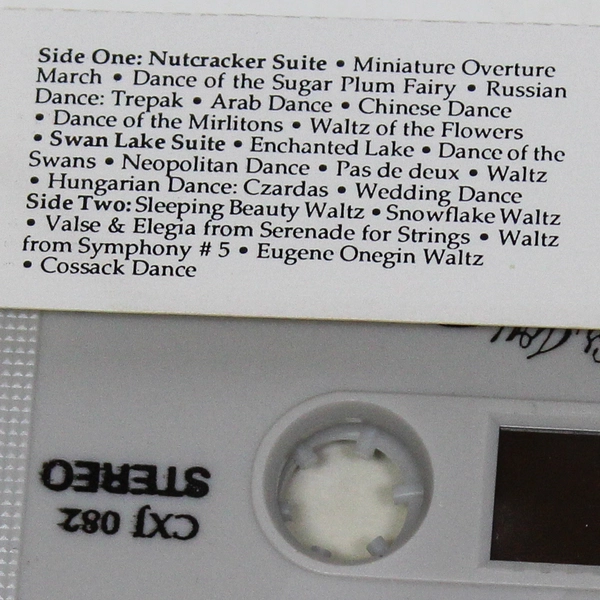 Side One: Nutcracker Suite • Miniature Overture
March • Dance of the Sugar Plum Fairy • Russian
Dance: Trepak • Arab Dance • Chinese Dance
• Dance of the Mirlitons • Waltz of the Flowers
• Swan Lake Suite • Enchanted Lake • Dance of the
Swans • Neopolitan Dance • Pas de deux • Waltz
• Hungarian Dance: Czardas • Wedding Dance
Side Two: Sleeping Beauty Waltz • Snowflake Waltz
• Valse & Elegia from Serenade for Strings • Waltz
from Symphony # 5 • Eugene Onegin Waltz
• Cossack Dance
STEREO
CXJ 082